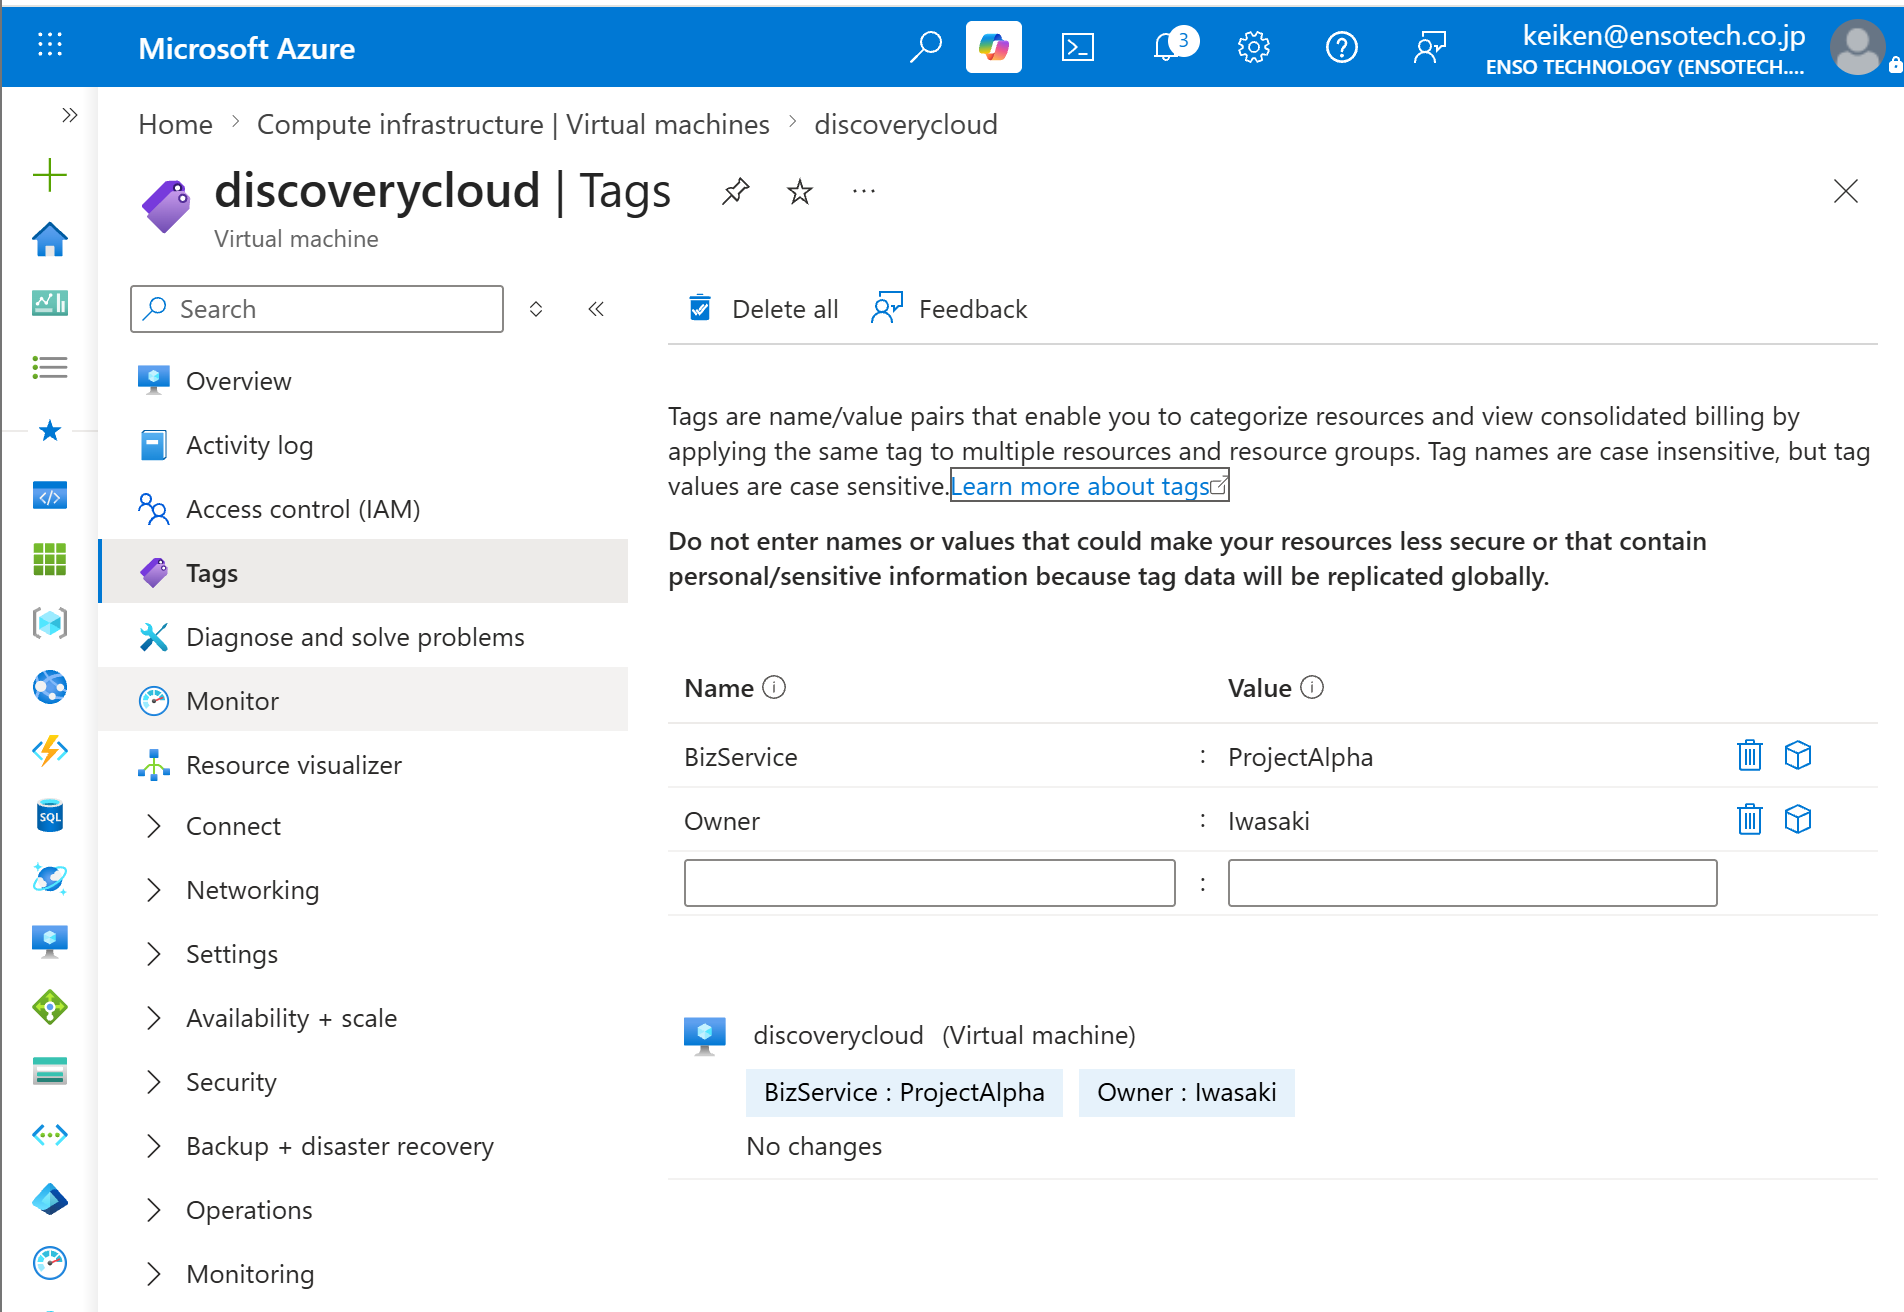 Microsoft Azure
3
keiken@ensotech.co.jp
ENSO TECHNOLOGY (ENSOTECH....
Home > Compute infrastructure | Virtual machines > discoverycloud
discoverycloud | Tags
Virtual machine
Search
Overview
Activity log
Access control (IAM)
Tags
Diagnose and solve problems
Monitor
Resource visualizer
Connect
Networking
Settings
Availability + scale
Security
Backup + disaster recovery
Operations
Monitoring
SQL
Delete all
Feedback
Tags are name/value pairs that enable you to categorize resources and view consolidated billing by
applying the same tag to multiple resources and resource groups. Tag names are case insensitive, but tag
values are case sensitive.Learn more about tags
Do not enter names or values that could make your resources less secure or that contain
personal/sensitive information because tag data will be replicated globally.
Name Value
BizService : ProjectAlpha
Owner : Iwasaki
:
discoverycloud (Virtual machine)
BizService : ProjectAlpha Owner : Iwasaki
No changes